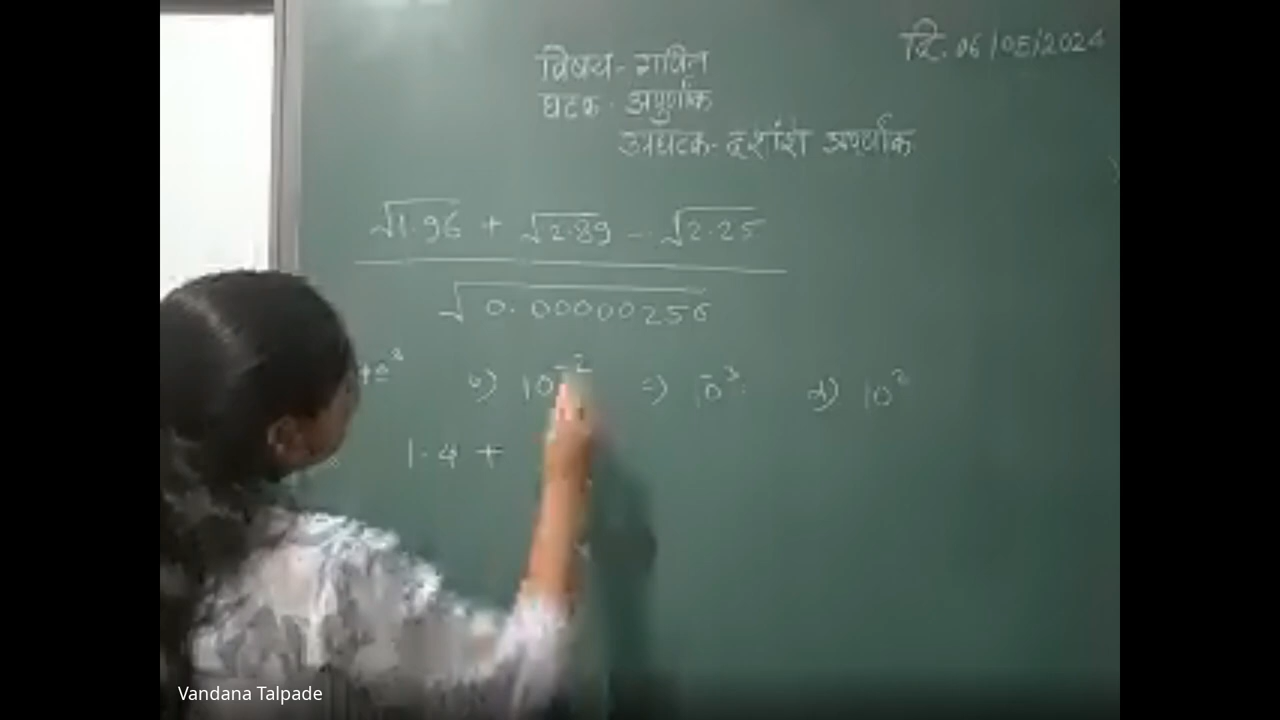 दि. 06/05/2024
विषय- गणित
घटक- अपुर्णांक
उपघटक- दशांश अपूर्णांक
√1.96 + √2.89 - √2.25
√0.00000256
b) 10⁻² c) 10³ d) 10²
1.4 +
Vandana Talpade